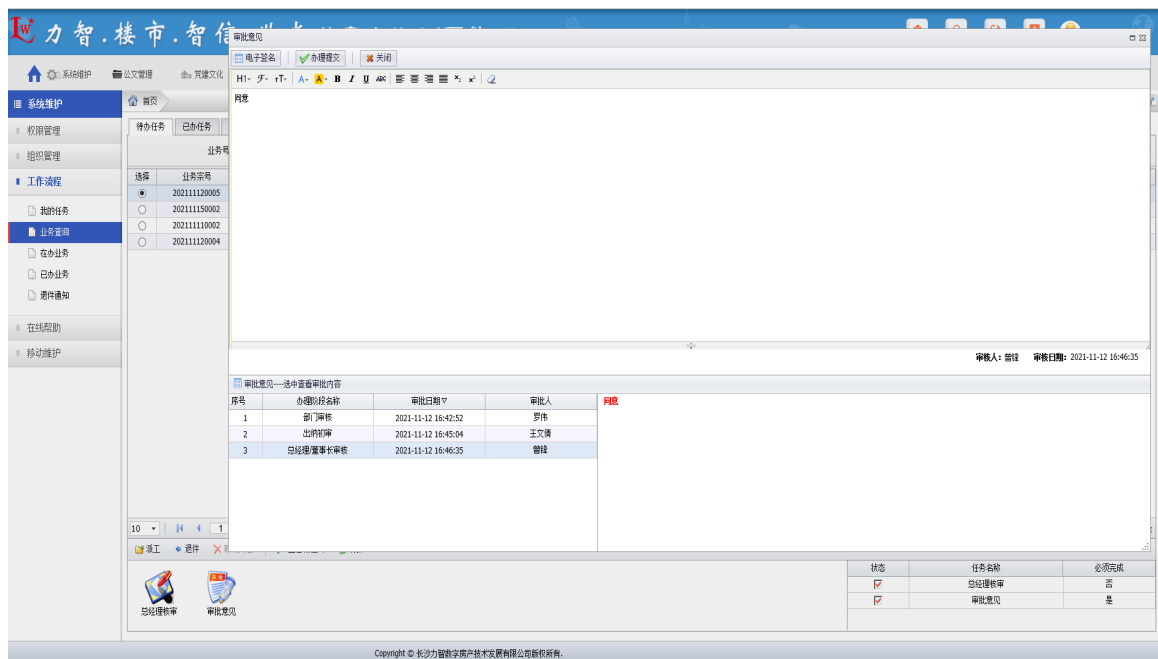 力智.楼市.智信
审批意见
电子签名 办理提交 关闭
系统维护 公文管理 党建文化
H1 F T A A B I U ABC
系统维护
首页
同意
权限管理
待办任务 已办任务
组织管理
业务号
工作流程
选择 业务宗号
202111120005
202111150002
202111110002
202111120004
我的任务
业务查询
在办业务
已办业务
退件通知
在线帮助
移动维护
审核人: 曾锋 审核日期: 2021-11-12 16:46:35
审批意见----选中查看审批内容
序号 办理阶段名称 审批日期 审批人
同意
1 部门审核 2021-11-12 16:42:52 罗伟
2 出纳初审 2021-11-12 16:45:04 王文倩
3 总经理/董事长审核 2021-11-12 16:46:35 曾锋
10 1
派工 退件
状态 任务名称 必须完成
总经理核审 否
审批意见 是
总经理核审 审批意见
Copyright © 长沙力智数字房产技术发展有限公司版权所有.